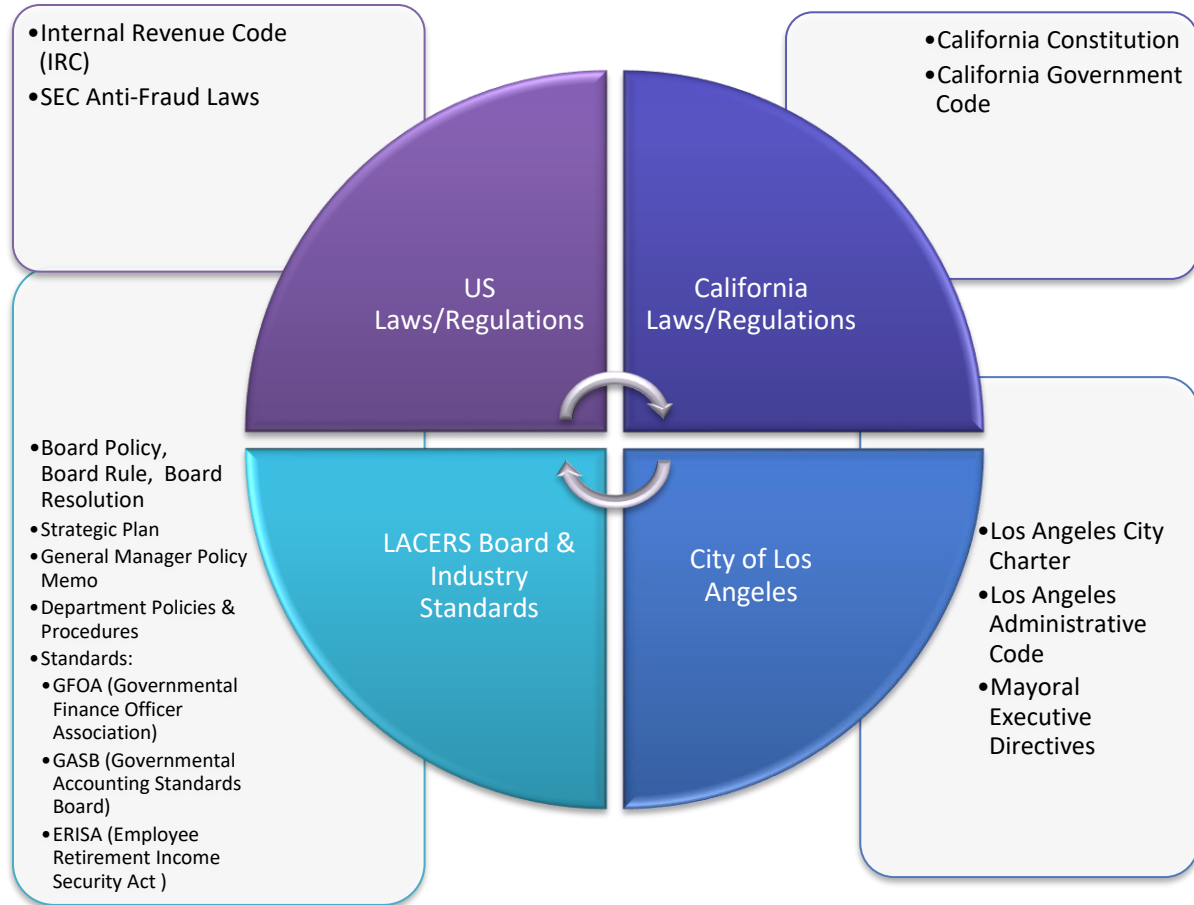 •Internal Revenue Code
(IRC)
•SEC Anti-Fraud Laws
•California Constitution
•California Government
Code
US
Laws/Regulations
California
Laws/Regulations
•Board Policy,
Board Rule,  Board
Resolution
•Strategic Plan
•General Manager Policy
Memo
•Department Policies &
Procedures
•Standards:
•GFOA (Governmental
Finance Officer
Association)
•GASB (Governmental
Accounting Standards
Board)
•ERISA (Employee
Retirement Income
Security Act )
LACERS Board &
Industry
Standards
City of Los
Angeles
•Los Angeles City
Charter
•Los Angeles
Administrative
Code
•Mayoral
Executive
Directives